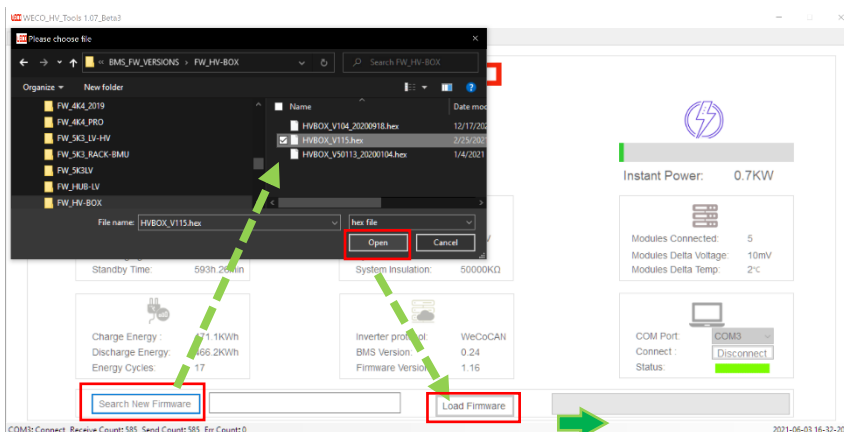 WECO_HV_Tools 1.07_Beta3
Please choose file
« BMS_FW_VERSIONS › FW_HV-BOX
Search FW_HV-BOX
Organize
New folder
Name
Date mod
FW_4K4_2019
FW_4K4_PRO
FW_5K3_LV-HV
FW_5K3_RACK-BMU
FW_5K3LV
FW_HUB-LV
FW_HV-BOX
HVBOX_V104_20200918.hex
12/17/202
HVBOX_V115.hex
2/25/2021
HVBOX_V50113_20200104.hex
1/4/2021
File name:
HVBOX_V115.hex
hex file
Open
Cancel
Instant Power: 0.7KW
Modules Connected: 5
Modules Delta Voltage: 10mV
Modules Delta Temp: 2°C
Standby Time: 593h.26min
System Insulation: 50000KΩ
Charge Energy : 471.1KWh
Discharge Energy: 466.2KWh
Energy Cycles: 17
Inverter protocol: WeCoCAN
BMS Version: 0.24
Firmware Version: 1.16
COM Port: COM3
Connect : Disconnect
Status:
Search New Firmware
Load Firmware
COM3: Connect Receive Count: 585 Send Count: 585 Err Count: 0
2021-06-03 16-32-20